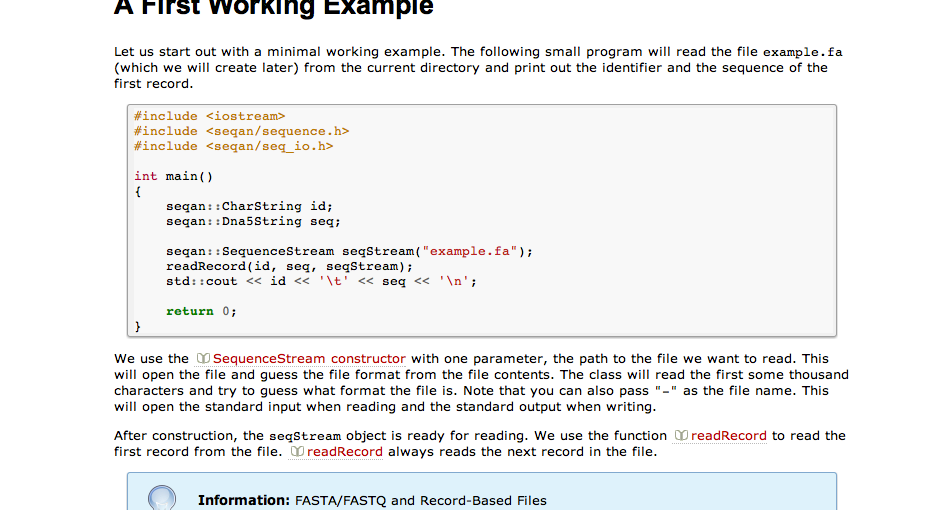 A First Working Example
Let us start out with a minimal working example. The following small program will read the file example.fa
(which we will create later) from the current directory and print out the identifier and the sequence of the
first record.
#include <iostream>
#include <seqan/sequence.h>
#include <seqan/seq_io.h>
int main()
{
    seqan::CharString id;
    seqan::Dna5String seq;
    seqan::SequenceStream seqStream("example.fa");
    readRecord(id, seq, seqStream);
    std::cout << id << '\t' << seq << '\n';
    return 0;
}
We use the SequenceStream constructor with one parameter, the path to the file we want to read. This
will open the file and guess the file format from the file contents. The class will read the first some thousand
characters and try to guess what format the file is. Note that you can also pass "-" as the file name. This
will open the standard input when reading and the standard output when writing.
After construction, the seqStream object is ready for reading. We use the function readRecord to read the
first record from the file. readRecord always reads the next record in the file.
Information: FASTA/FASTQ and Record-Based Files